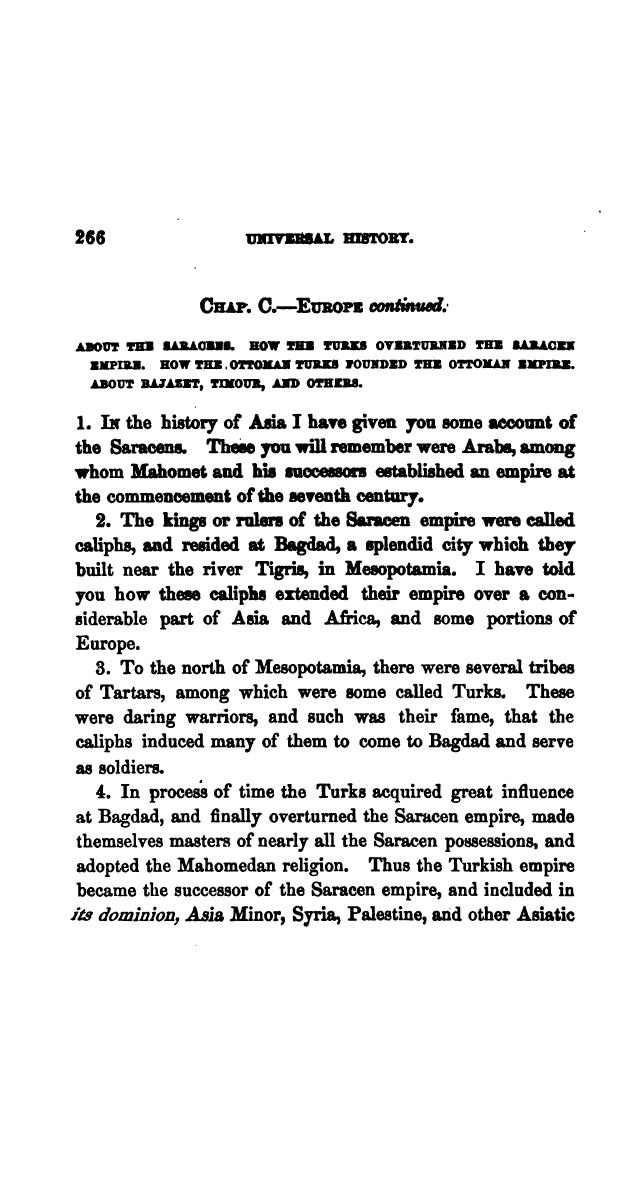 266 UNIVERSAL HISTORY.
CHAP. C.—EUROPE continued.
ABOUT THE SARACENS. HOW THE TURKS OVERTURNED THE SARACEN
EMPIRE. HOW THE OTTOMAN TURKS FOUNDED THE OTTOMAN EMPIRE.
ABOUT BAJAZET, TIMOUR, AND OTHERS.
1. IN the history of Asia I have given you some account of
the Saracens. These you will remember were Arabs, among
whom Mahomet and his successors established an empire at
the commencement of the seventh century.
2. The kings or rulers of the Saracen empire were called
caliphs, and resided at Bagdad, a splendid city which they
built near the river Tigris, in Mesopotamia. I have told
you how these caliphs extended their empire over a con-
siderable part of Asia and Africa, and some portions of
Europe.
3. To the north of Mesopotamia, there were several tribes
of Tartars, among which were some called Turks. These
were daring warriors, and such was their fame, that the
caliphs induced many of them to come to Bagdad and serve
as soldiers.
4. In process of time the Turks acquired great influence
at Bagdad, and finally overturned the Saracen empire, made
themselves masters of nearly all the Saracen possessions, and
adopted the Mahomedan religion. Thus the Turkish empire
became the successor of the Saracen empire, and included in
its dominion, Asia Minor, Syria, Palestine, and other Asiatic